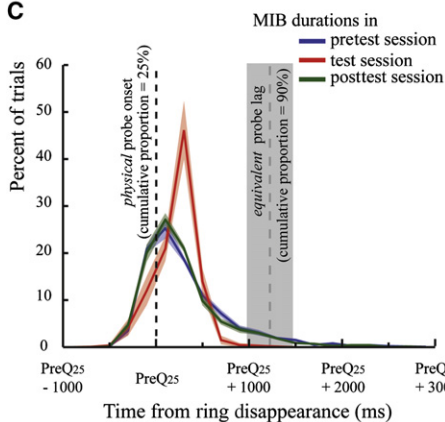 C
MIB durations in
pretest session
test session
posttest session
Percent of trials
60
50
40
30
20
10
0
physical probe onset
(cumulative proportion = 25%)
equivalent probe lag
(cumulative proportion = 90%)
PreQ25
- 1000
PreQ25
PreQ25
+ 1000
PreQ25
+ 2000
PreQ
+ 300
Time from ring disappearance (ms)